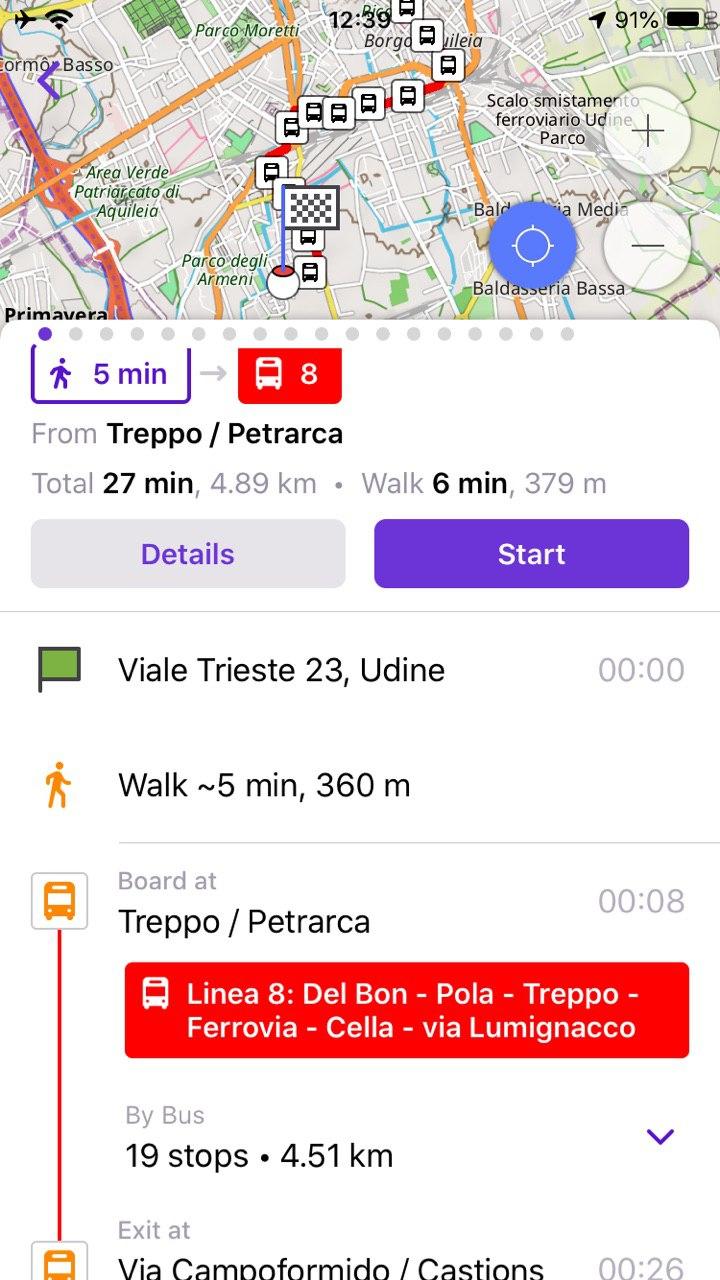 Parco Moretti
12:39
91%
Borgo
uileia
ormôr Basso
Scalo smistamento
ferroviario Udine
Parco
Area Verde
Patriarcato di
Aquileia
Baldasseria Media
Parco degli
Armeni
Baldasseria Bassa
Primavera
5 min
8
From Treppo / Petrarca
Total 27 min, 4.89 km • Walk 6 min, 379 m
Details
Start
Viale Trieste 23, Udine
00:00
Walk ~5 min, 360 m
Board at
Treppo / Petrarca
00:08
Linea 8: Del Bon - Pola - Treppo -
Ferrovia - Cella - via Lumignacco
By Bus
19 stops • 4.51 km
Exit at
Via Campoformido / Castions
00:26